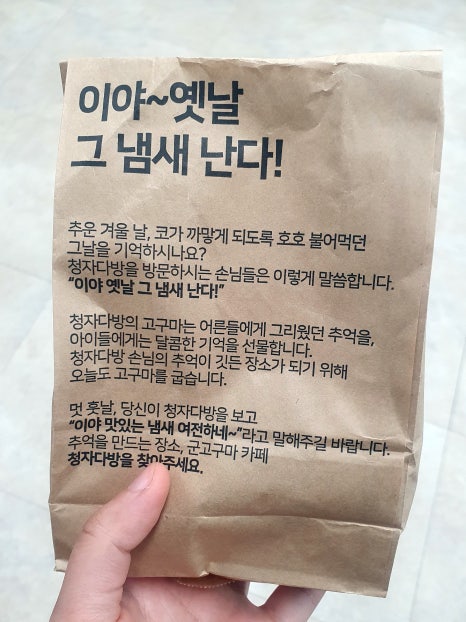 이야~옛날
그 냄새 난다!
추운 겨울 날, 코가 까맣게 되도록 호호 불어먹던
그날을 기억하시나요?
청자다방을 방문하시는 손님들은 이렇게 말씀합니다.
"이야 옛날 그 냄새 난다!"
청자다방의 고구마는 어른들에게 그리웠던 추억을,
아이들에게는 달콤한 기억을 선물합니다.
청자다방 손님의 추억이 깃든 장소가 되기 위해
오늘도 고구마를 굽습니다.
먼 훗날, 당신이 청자다방을 보고
"이야 맛있는 냄새 여전하네~"라고 말해주길 바랍니다.
추억을 만드는 장소, 군고구마 카페
청자다방을 찾아주세요.